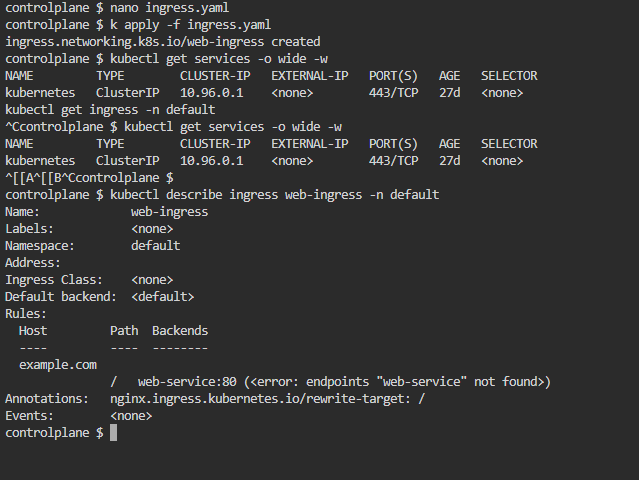 controlplane $ nano ingress.yaml
controlplane $ k apply -f ingress.yaml
ingress.networking.k8s.io/web-ingress created
controlplane $ kubectl get services -o wide -w
NAME         TYPE        CLUSTER-IP   EXTERNAL-IP   PORT(S)   AGE   SELECTOR
kubernetes   ClusterIP   10.96.0.1    <none>        443/TCP   27d   <none>
kubectl get ingress -n default
^Ccontrolplane $ kubectl get services -o wide -w
NAME         TYPE        CLUSTER-IP   EXTERNAL-IP   PORT(S)   AGE   SELECTOR
kubernetes   ClusterIP   10.96.0.1    <none>        443/TCP   27d   <none>
^[[A^[[B^Ccontrolplane $
controlplane $ kubectl describe ingress web-ingress -n default
Name:             web-ingress
Labels:           <none>
Namespace:        default
Address:
Ingress Class:    <none>
Default backend:  <default>
Rules:
  Host         Path  Backends
  ----         ----  --------
  example.com
               /   web-service:80 (<error: endpoints "web-service" not found>)
Annotations:   nginx.ingress.kubernetes.io/rewrite-target: /
Events:        <none>
controlplane $